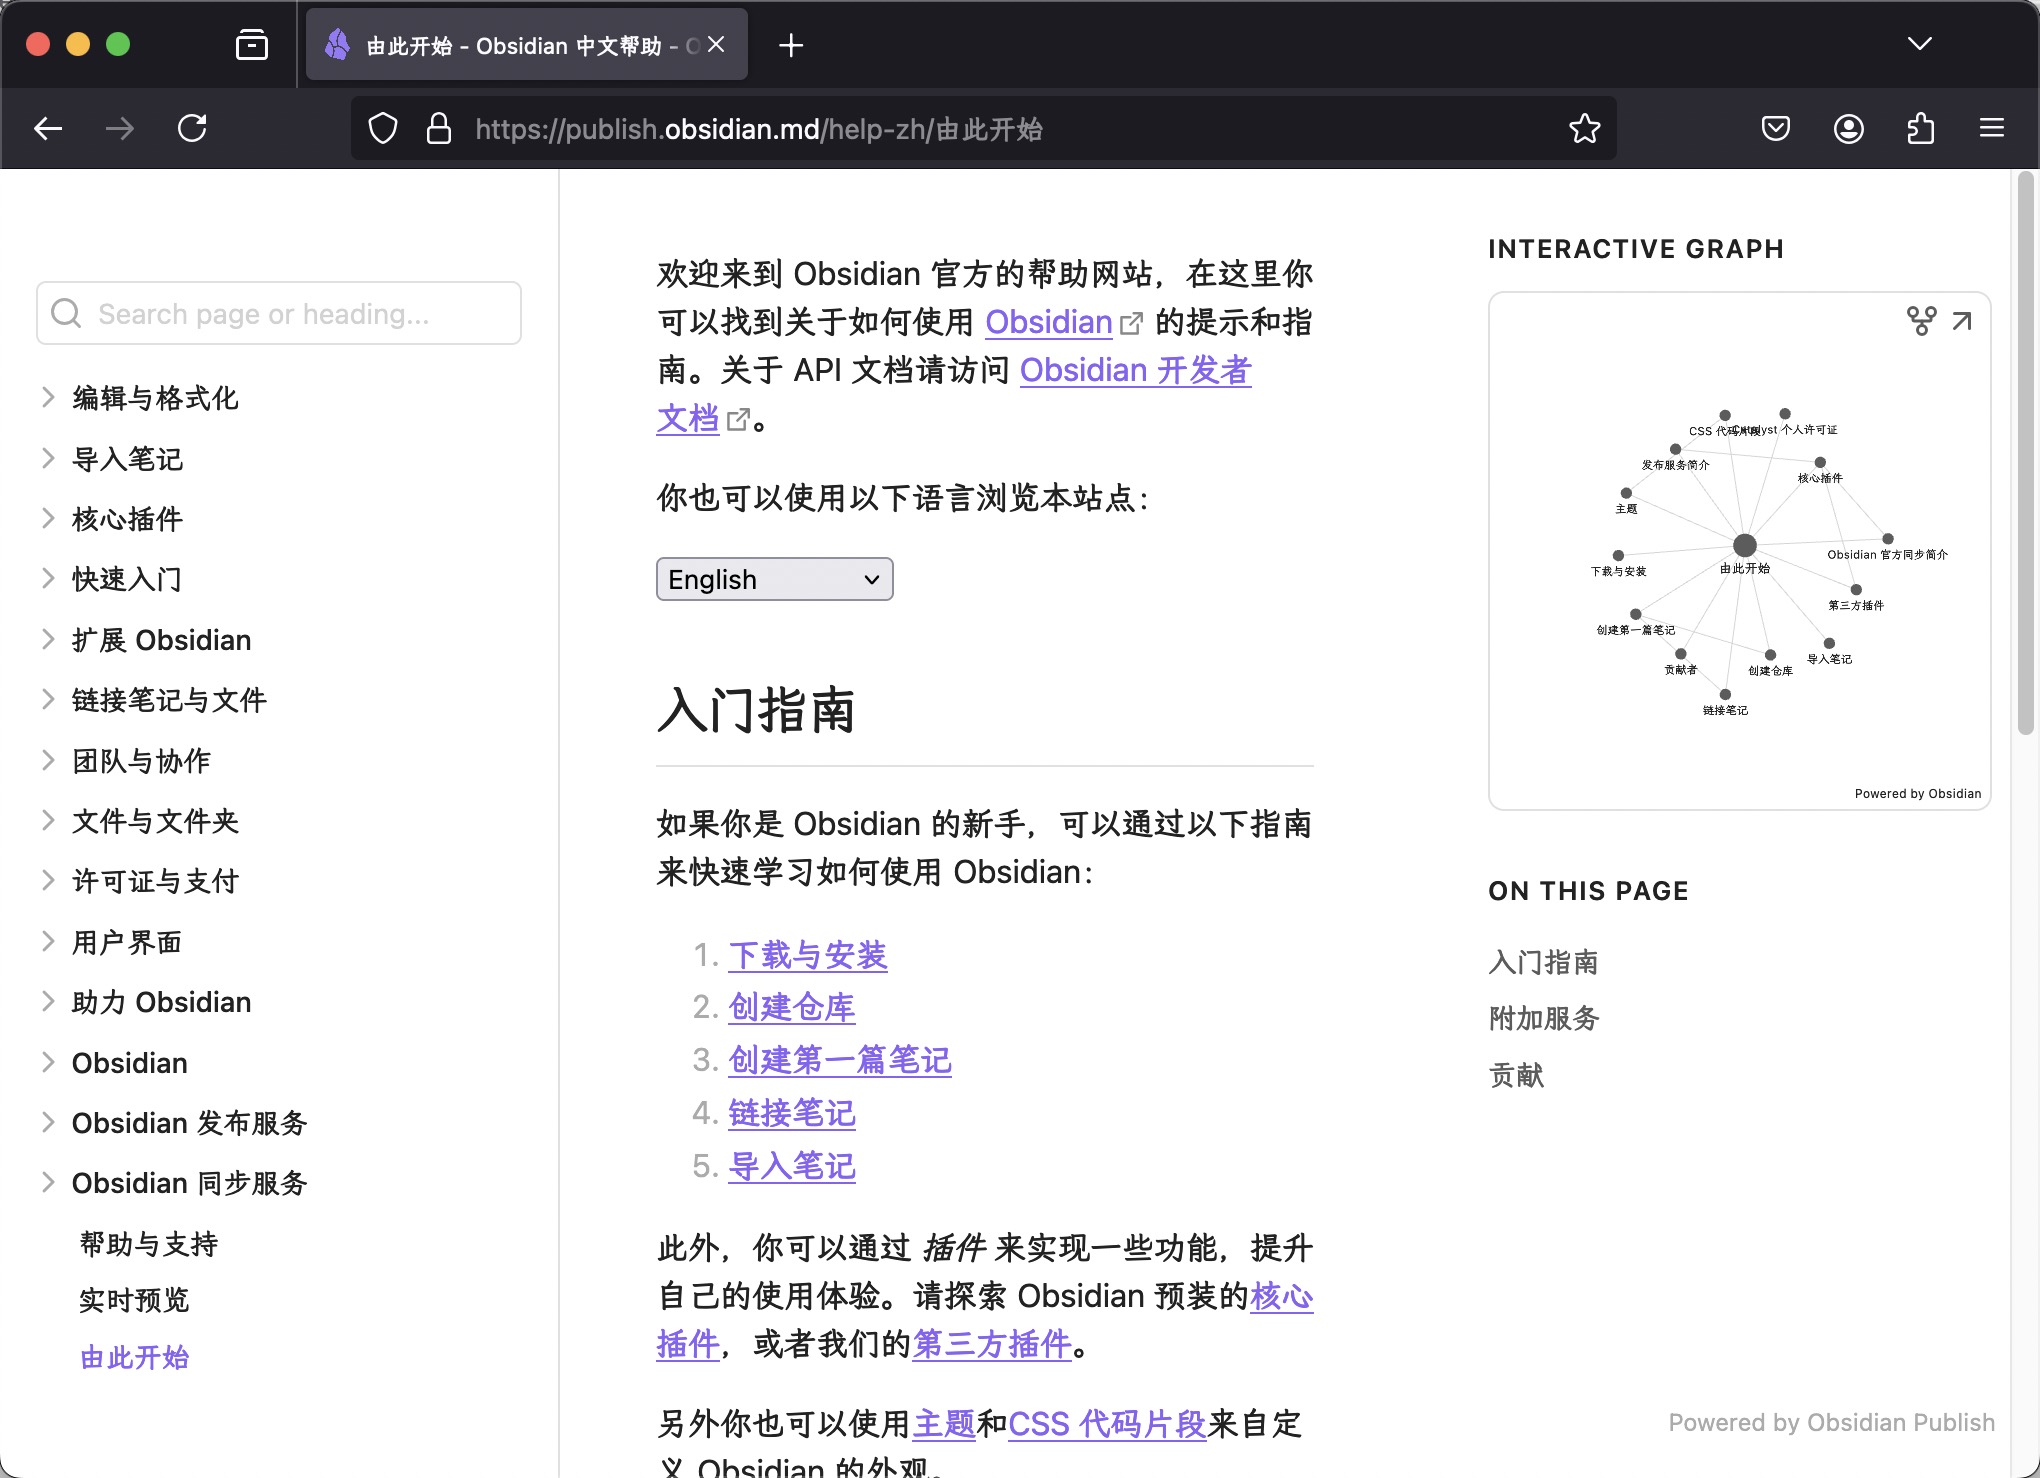 由此开始 - Obsidian 中文帮助 -
https://publish.obsidian.md/help-zh/由此开始
Search page or heading...
编辑与格式化
导入笔记
核心插件
快速入门
扩展 Obsidian
链接笔记与文件
团队与协作
文件与文件夹
许可证与支付
用户界面
助力 Obsidian
Obsidian
Obsidian 发布服务
Obsidian 同步服务
帮助与支持
实时预览
由此开始
欢迎来到 Obsidian 官方的帮助网站，在这里你
可以找到关于如何使用 Obsidian 的提示和指
南。关于 API 文档请访问 Obsidian 开发者
文档。
你也可以使用以下语言浏览本站点：
English
入门指南
如果你是 Obsidian 的新手，可以通过以下指南
来快速学习如何使用 Obsidian：
1. 下载与安装
2. 创建仓库
3. 创建第一篇笔记
4. 链接笔记
5. 导入笔记
此外，你可以通过 插件 来实现一些功能，提升
自己的使用体验。请探索 Obsidian 预装的核心
插件，或者我们的第三方插件。
另外你也可以使用主题和CSS 代码片段来自定
义 Obsidian 的外观。
INTERACTIVE GRAPH
CSS 代码片段
Catalyst 个人许可证
发布服务简介
核心插件
主题
Obsidian 官方同步简介
下载与安装
由此开始
第三方插件
创建第一篇笔记
导入笔记
贡献者
创建仓库
链接笔记
Powered by Obsidian
ON THIS PAGE
入门指南
附加服务
贡献
Powered by Obsidian Publish